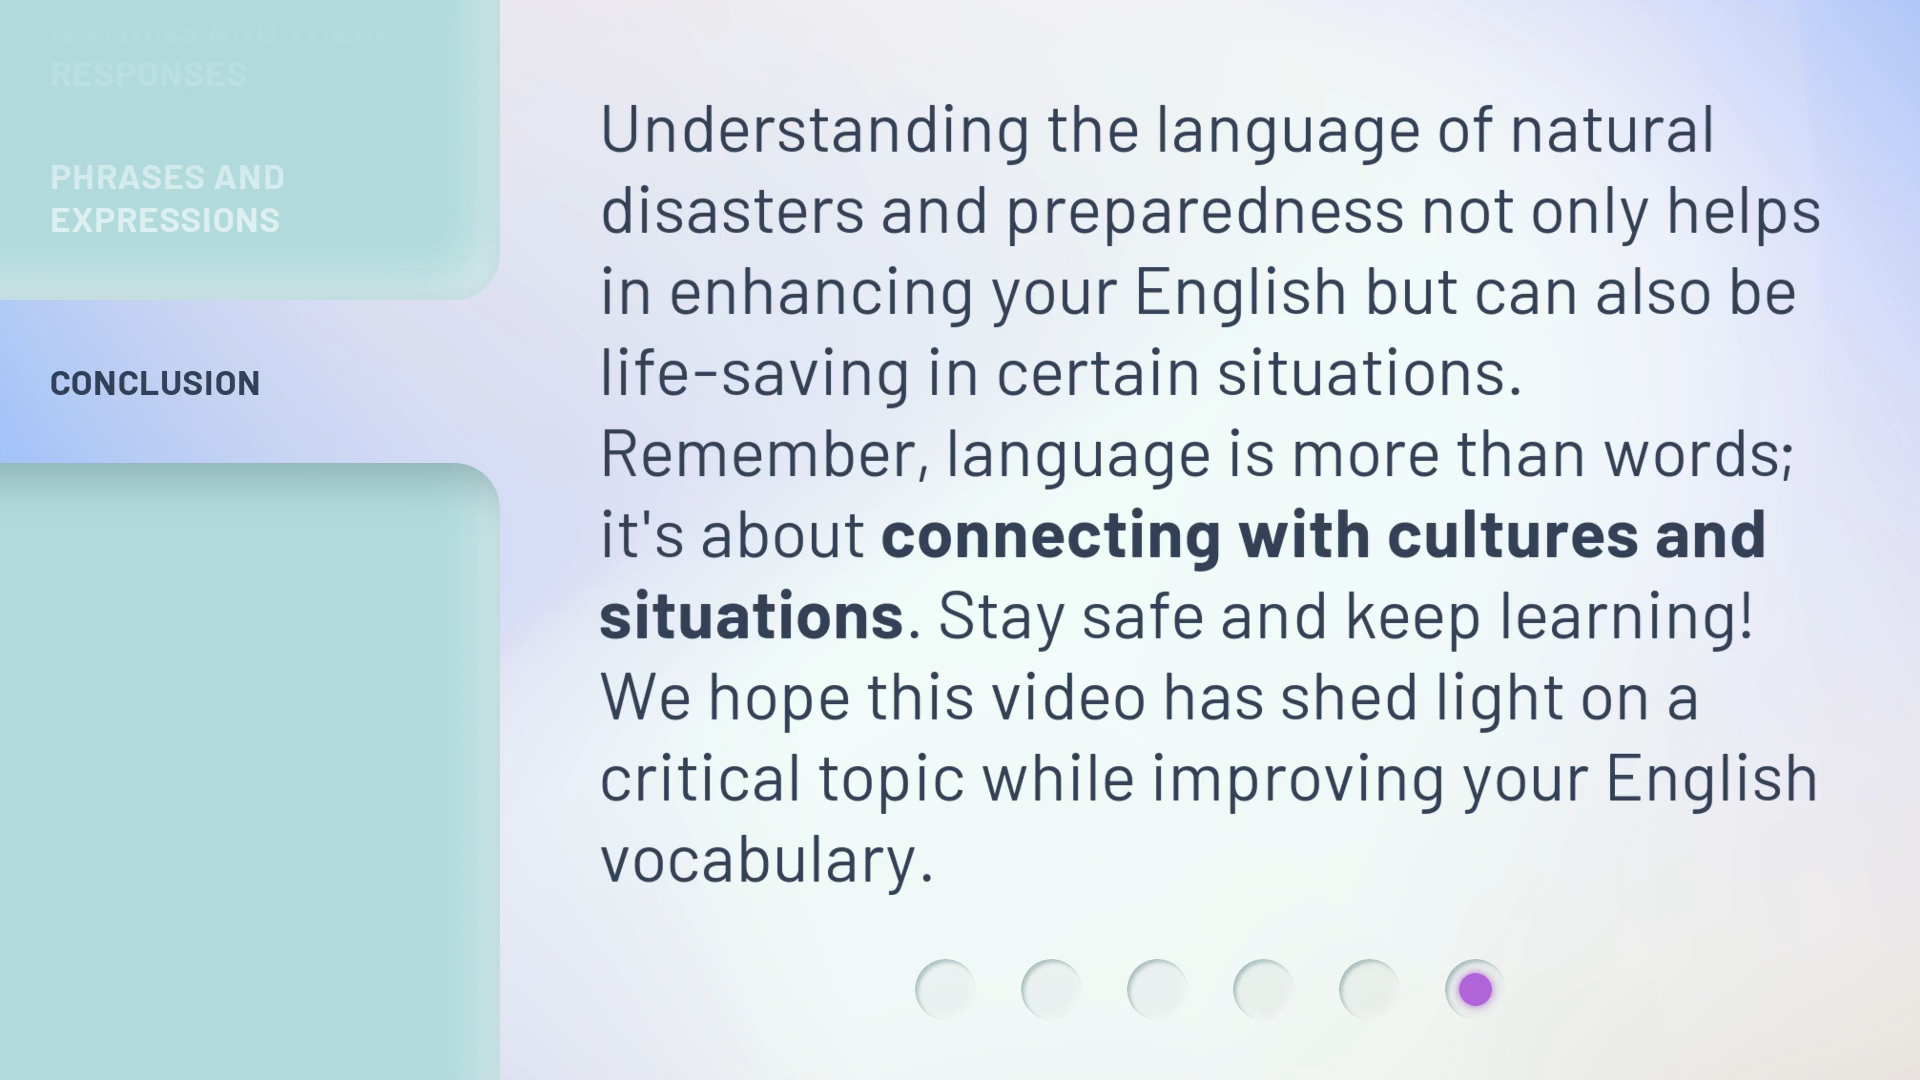 NATIONS AND THEIR
RESPONSES
PHRASES AND
EXPRESSIONS
CONCLUSION
Understanding the language of natural
disasters and preparedness not only helps
in enhancing your English but can also be
life-saving in certain situations.
Remember, language is more than words;
it's about connecting with cultures and
situations. Stay safe and keep learning!
We hope this video has shed light on a
critical topic while improving your English
vocabulary.